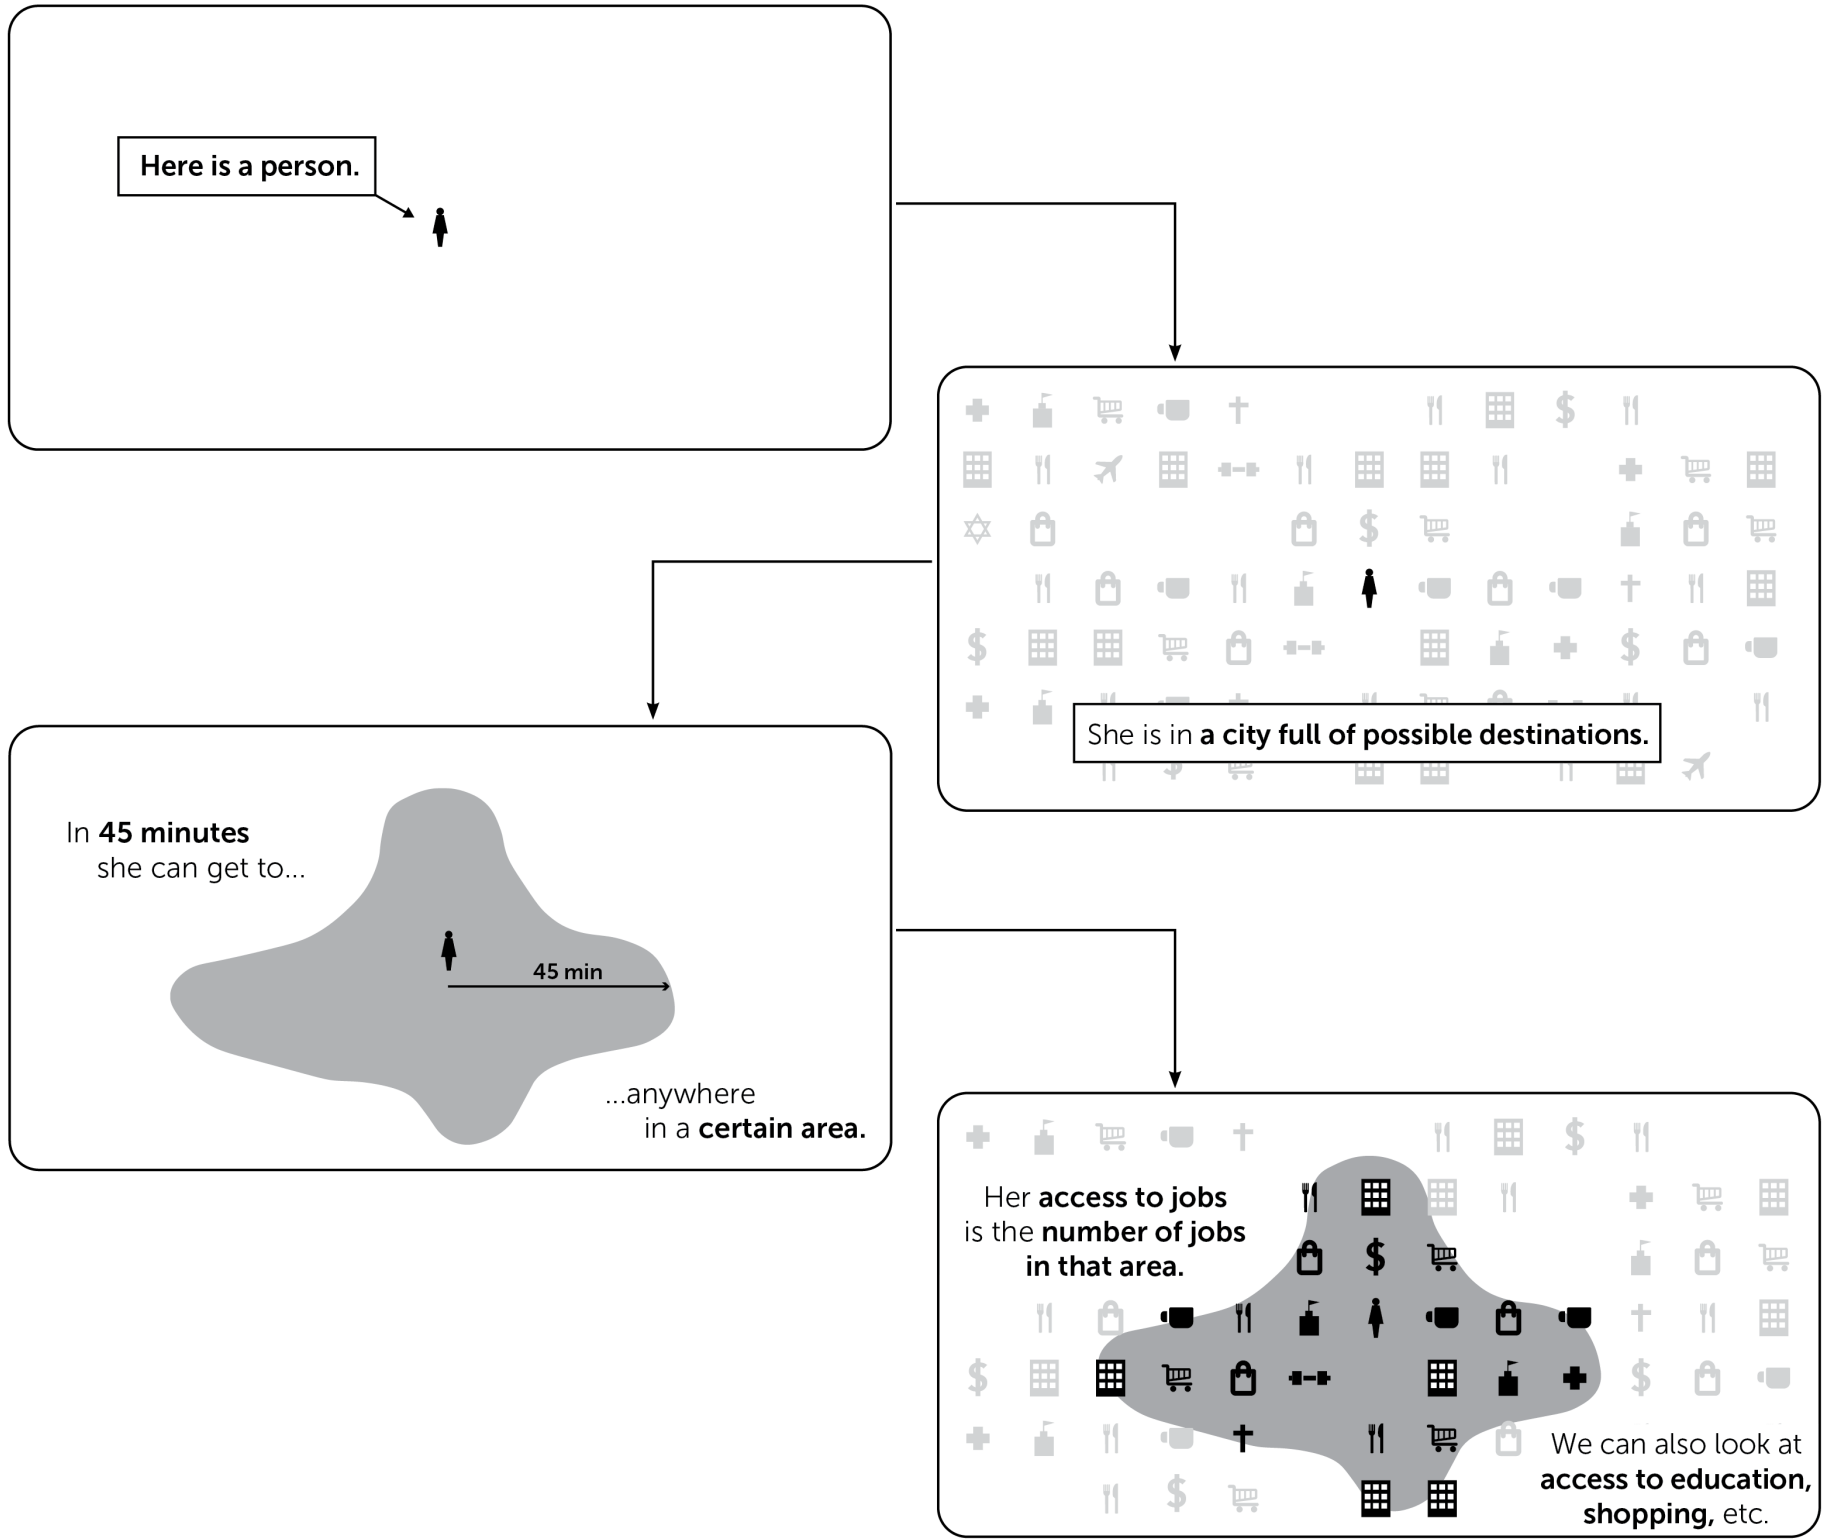 Here is a person.
She is in a city full of possible destinations.
In 45 minutes
she can get to...
45 min
...anywhere
in a certain area.
Her access to jobs
is the number of jobs
in that area.
We can also look at
access to education,
shopping, etc.